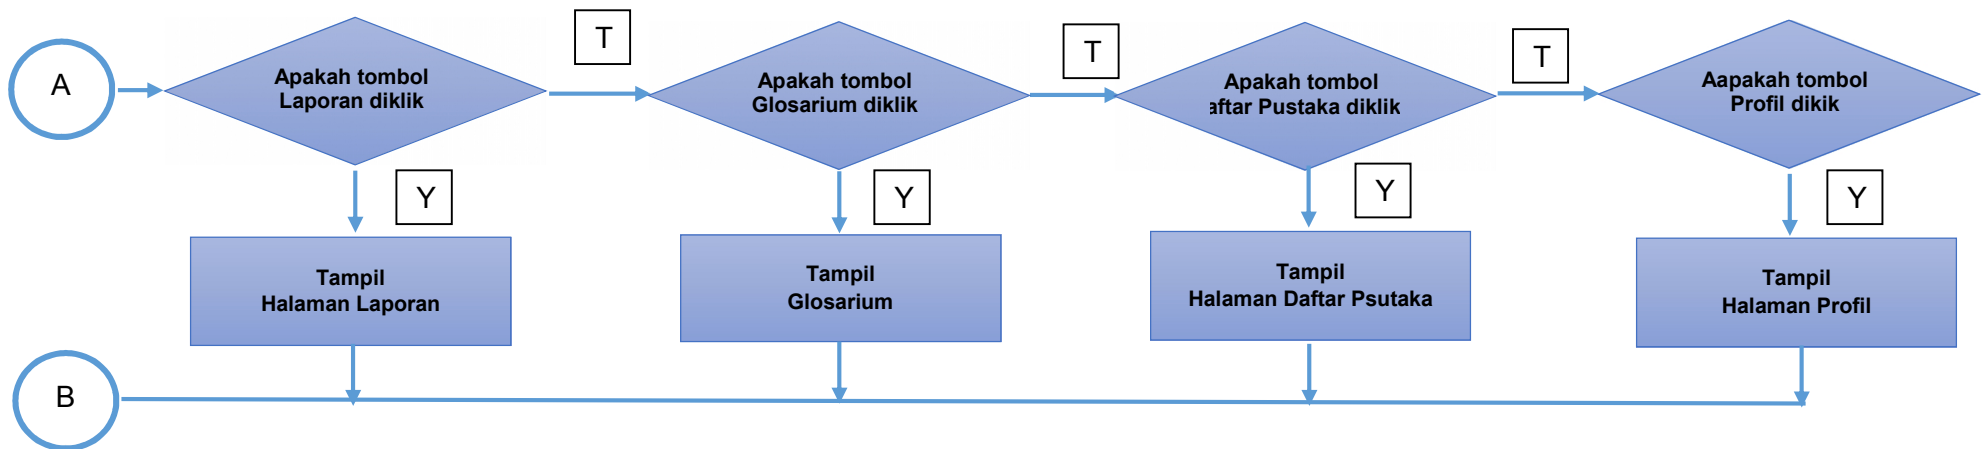 A
Apakah tombol
Laporan diklik
T
Apakah tombol
Glosarium diklik
T
Apakah tombol
aftar Pustaka diklik
T
Aapakah tombol
Profil dikik
Y
Y
Y
Y
Tampil
Halaman Laporan
Tampil
Glosarium
Tampil
Halaman Daftar Psutaka
Tampil
Halaman Profil
B